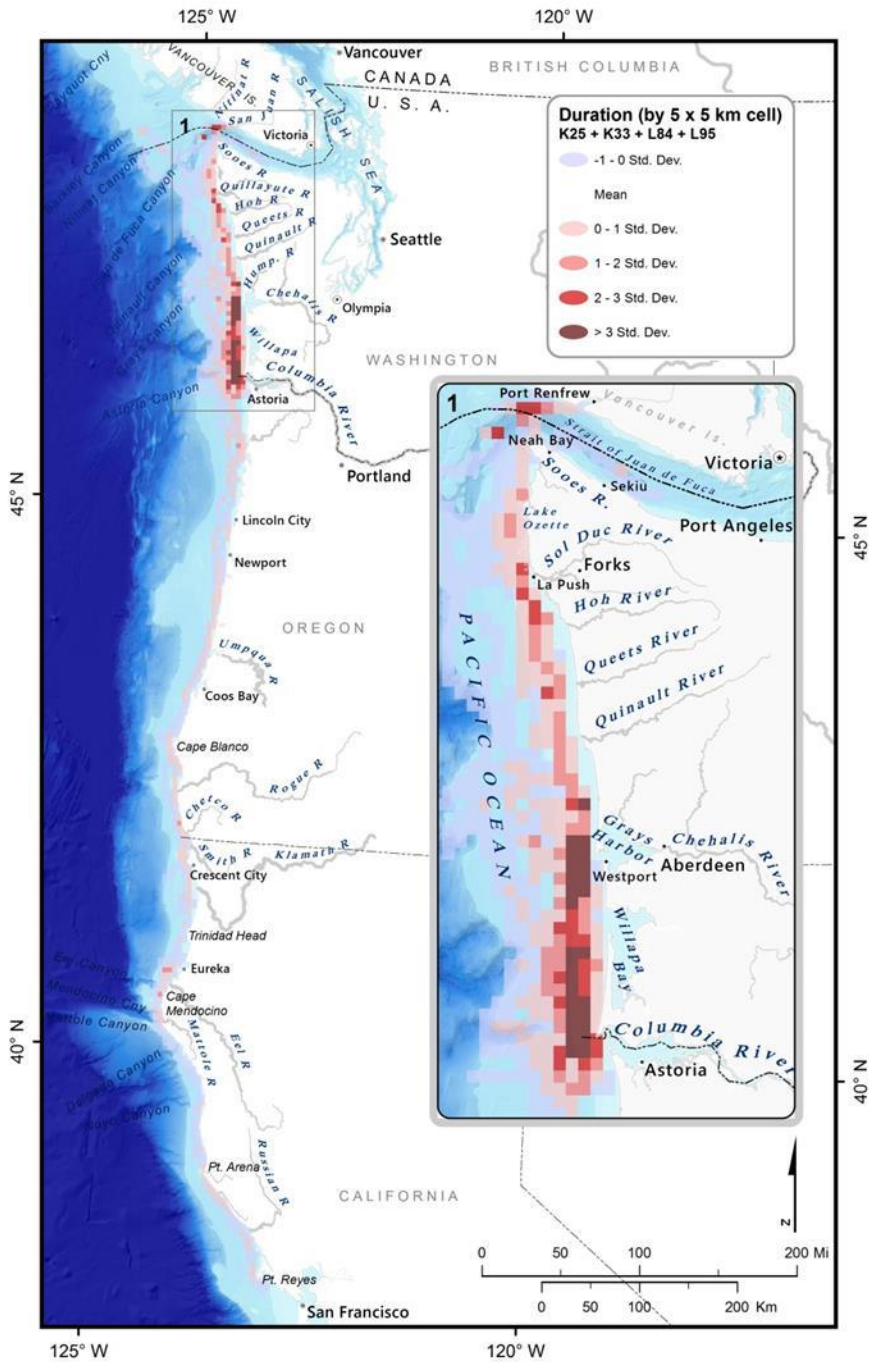 125° W
120° W
Vancouver
BRITISH COLUMBIA
CANADA
U. S. A.
VANCOUVER IS.
Nitinat R
San Juan R
SALISH SEA
1
Victoria
Barkley Canyon
Nitinat Canyon
de Fuca Canyon
Quinault Canyon
Grays Canyon
Astoria Canyon
Sooes R
Quillayute R
Hoh R
Queets R
Quinault R
Hump. R
Chehalis R
Willapa
Columbia River
Seattle
Olympia
WASHINGTON
Astoria
Portland
Duration (by 5 x 5 km cell)
K25 + K33 + L84 + L95
-1 - 0 Std. Dev.
Mean
0 - 1 Std. Dev.
1 - 2 Std. Dev.
2 - 3 Std. Dev.
> 3 Std. Dev.
45° N
Lincoln City
Newport
OREGON
Umpqua R
Coos Bay
Cape Blanco
Rogue R
Chetco R
Smith R
Klamath R
Crescent City
Trinidad Head
Eel Canyon
Eureka
Mendocino Cny
Cape
Mendocino
Mattole Canyon
Mattole R
Eel R
40° N
Delgada Canyon
Noyo Canyon
Pt. Arena
Russian R
CALIFORNIA
Pt. Reyes
San Francisco
1
Port Renfrew
Vancouver Is.
Neah Bay
Strait of Juan de Fuca
Victoria
Sooes R.
Sekiu
Lake
Ozette
Port Angeles
45° N
Sol Duc River
Forks
La Push
Hoh River
PACIFIC OCEAN
Queets River
Quinault River
Grays
Harbor
Chehalis River
Aberdeen
Westport
Willapa Bay
Columbia River
Astoria
40° N
N
0 50 100 200 Mi
0 50 100 200 Km
125° W
120° W